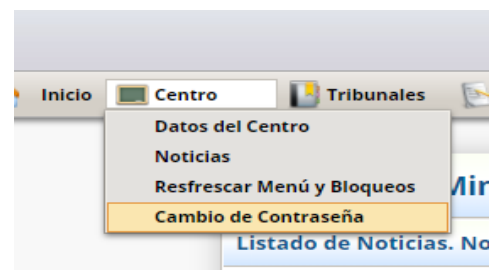 Inicio Centro Tribunales
Datos del Centro
Noticias
Resfrescar Menú y Bloqueos
Cambio de Contraseña
Listado de Noticias. No